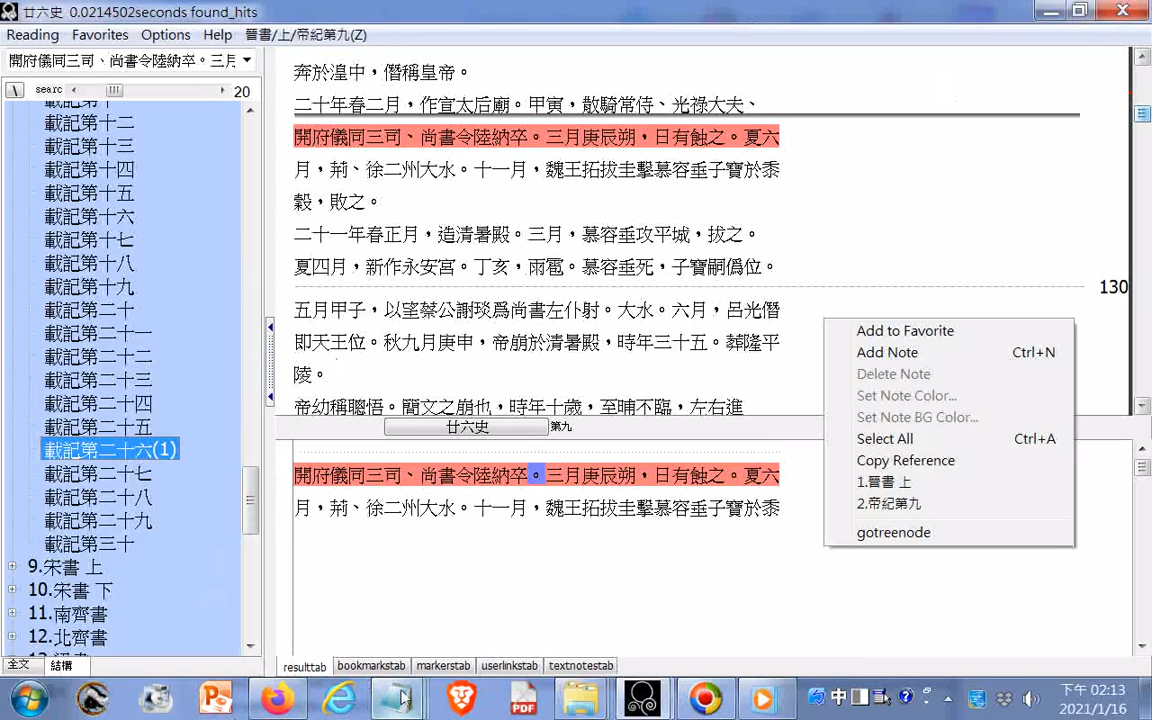 廿六史 0.0214502seconds found_hits
Reading Favorites Options Help 晉書/上/帝紀第九(Z)
開府儀同三司、尚書令陸納卒。三月
searc 20
載記第十二
載記第十三
載記第十四
載記第十五
載記第十六
載記第十七
載記第十八
載記第十九
載記第二十
載記第二十一
載記第二十二
載記第二十三
載記第二十四
載記第二十五
載記第二十六(1)
載記第二十七
載記第二十八
載記第二十九
載記第三十
9.宋書 上
10.宋書 下
11.南齊書
12.北齊書
全文 結構
奔於湟中，僭稱皇帝。
二十年春二月，作宣太后廟。甲寅，散騎常侍、光祿大夫、
開府儀同三司、尚書令陸納卒。三月庚辰朔，日有蝕之。夏六
月，荊、徐二州大水。十一月，魏王拓拔圭擊慕容垂子寶於黍
穀，敗之。
二十一年春正月，造清暑殿。三月，慕容垂攻平城，拔之。
夏四月，新作永安宮。丁亥，雨雹。慕容垂死，子寶嗣僞位。
130
五月甲子，以望蔡公謝琰爲尚書左仆射。大水。六月，呂光僭
即天王位。秋九月庚申，帝崩於清暑殿，時年三十五。葬隆平
陵。
帝幼稱聰悟。簡文之崩也，時年十歲，至晡不臨，左右進
廿六史 第九
開府儀同三司、尚書令陸納卒。三月庚辰朔，日有蝕之。夏六
月，荊、徐二州大水。十一月，魏王拓拔圭擊慕容垂子寶於黍
resulttab bookmarkstab markerstab userlinkstab textnotestab
Add to Favorite
Add Note Ctrl+N
Delete Note
Set Note Color...
Set Note BG Color...
Select All Ctrl+A
Copy Reference
1.晉書 上
2.帝紀第九
gotreenode
PDF
中
下午 02:13
2021/1/16